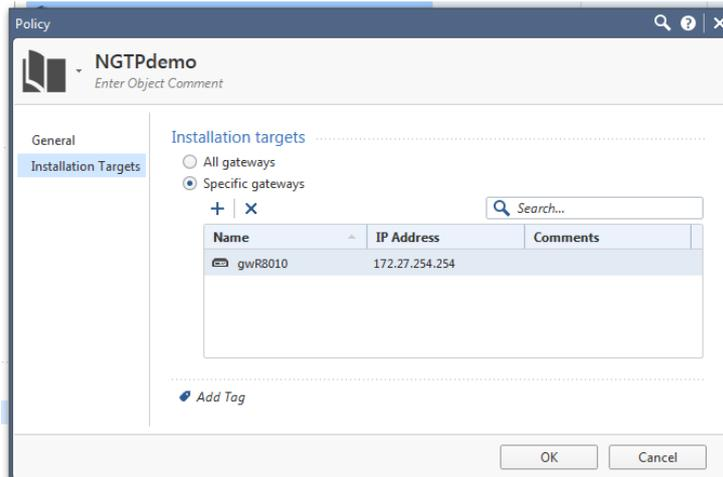 Policy
NGTPdemo
Enter Object Comment
General
Installation Targets
Installation targets
All gateways
Specific gateways
Search...
Name IP Address Comments
gwR8010 172.27.254.254
Add Tag
OK Cancel